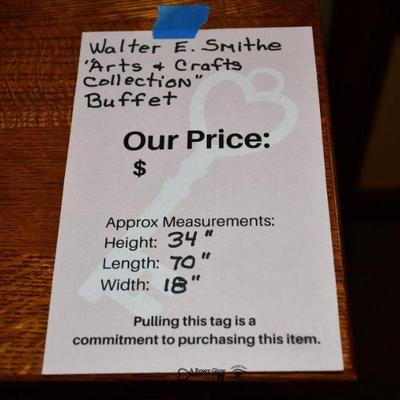 Walter E. Smithe
"Arts & Crafts
Collection"
Buffet
Our Price:
$
Approx Measurements:
Height: 34"
Length: 70"
Width: 18"
Pulling this tag is a
commitment to purchasing this item.